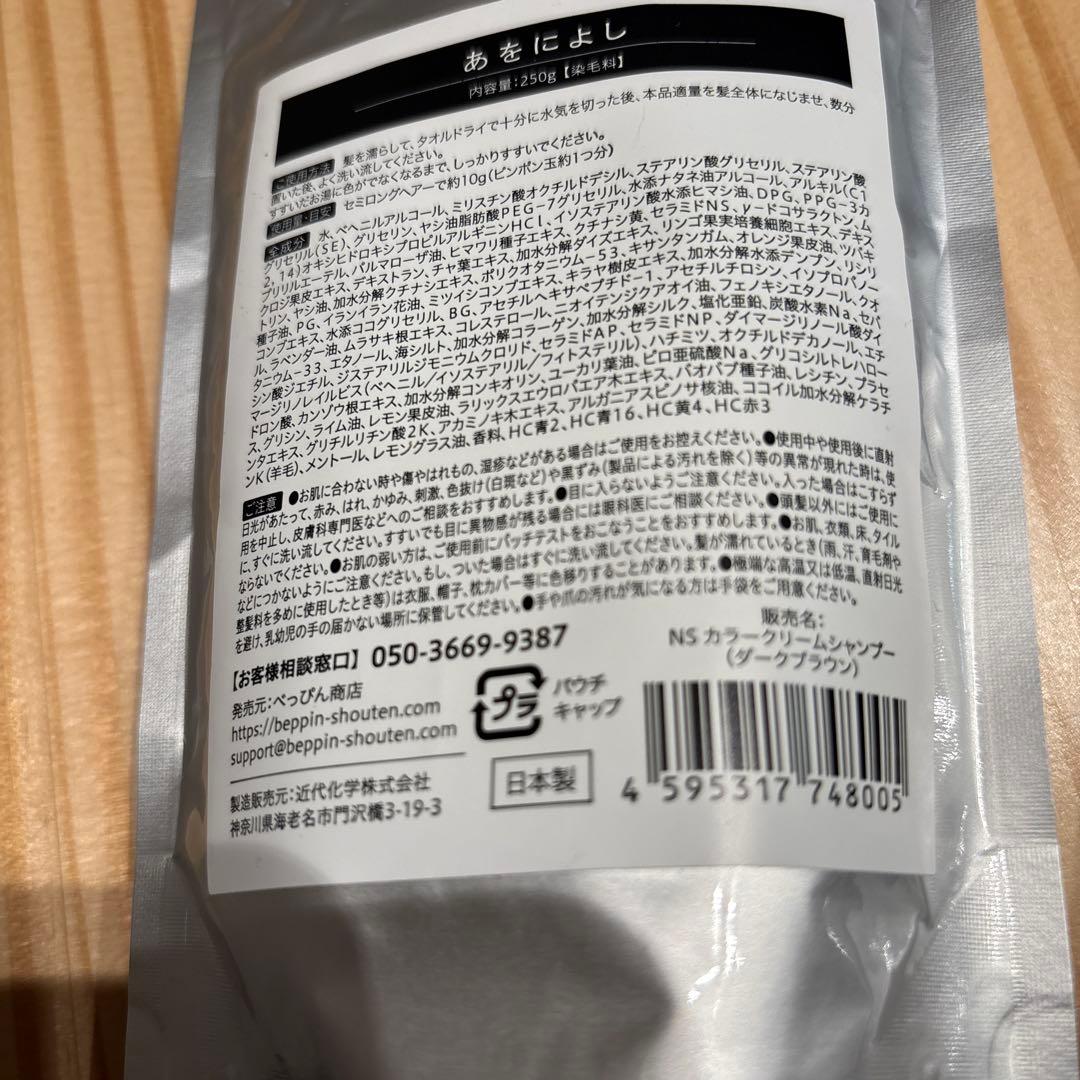 あをによし
内容量:250g【染毛料】
ご使用方法 髪を濡らして、タオルドライで十分に水気を切った後、本品適量を髪全体になじませ、数分
置いた後、よく洗い流してください。
すすいだお湯に色がでなくなるまで、しっかりすすいでください。
使用量・目安 セミロングヘアーで約10g(ピンポン玉約1つ分)
全成分 水、ベヘニルアルコール、ミリスチン酸オクチルドデシル、ステアリン酸グリセリル、ステアリン酸
グリセリル(SE)、グリセリン、ヤシ油脂肪酸PEG-7グリセリル、水添ナタネ油アルコール、アルキル(C1
2,14)オキシヒドロキシプロピルアルギニンHCl、イソステアリン酸水添ヒマシ油、DPG、PPG-3カ
プリリルエーテル、パルマローザ油、ヒマワリ種子エキス、クチナシ黄、セラミドNS、γ-ドコサラクトン、ム
クロジ果皮エキス、デキストラン、チャ葉エキス、加水分解ダイズエキス、リンゴ果実培養細胞エキス、デキス
トリン、ヤシ油、加水分解クチナシエキス、ポリクオタニウム-53、キサンタンガム、オレンジ果皮油、ツバキ
種子油、PG、イランイラン花油、ミツイシコンブエキス、キラヤ樹皮エキス、加水分解水添デンプン、リシリ
コンブエキス、水添ココグリセリル、BG、アセチルヘキサペプチド-1、アセチルチロシン、イソプロパノー
ル、ラベンダー油、ムラサキ根エキス、コレステロール、ニオイテンジクアオイ油、フェノキシエタノール、クオ
タニウム-33、エタノール、海シルト、加水分解コラーゲン、加水分解シルク、塩化亜鉛、炭酸水素Na、セバ
シン酸ジエチル、ジステアリルジモニウムクロリド、セラミドAP、セラミドNP、ダイマージリノール酸ダイ
マージリノレイルビス(ベヘニル/イソステアリル/フィトステリル)、ハチミツ、オクチルドデカノール、エチ
ドロン酸、カンゾウ根エキス、加水分解コンキオリン、ユーカリ葉油、ピロ亜硫酸Na、グリコシルトレハロー
ス、グリシン、ライム油、レモン果皮油、ラリックスエウロパエア木エキス、バオバブ種子油、レシチン、プラセ
ンタエキス、グリチルリチン酸2K、アカミノキ木エキス、アルガニアスピノサ核油、ココイル加水分解ケラチ
ンK(羊毛)、メントール、レモングラス油、香料、HC青2、HC青16、HC黄4、HC赤3
ご注意 ●お肌に合わない時や傷やはれもの、湿疹などがある場合はご使用をお控えください。●使用中や使用後に直射
日光があたって、赤み、はれ、かゆみ、刺激、色抜け(白斑など)や黒ずみ(製品による汚れを除く)等の異常が現れた時は、使
用を中止し、皮膚科専門医などへのご相談をおすすめします。●目に入らないようご注意ください。入った場合はこすらず
に、すぐに洗い流してください。すすいでも目に異物感が残る場合には眼科医にご相談ください。●頭髪以外にはご使用に
ならないでください。●お肌の弱い方は、ご使用前にパッチテストをおこなうことをおすすめします。●お肌、衣類、床、タイル
などにつかないようにご注意ください。もし、ついた場合はすぐに洗い流してください。髪が濡れているとき(雨、汗、育毛剤や
整髪料を多めに使用したとき等)は衣服、帽子、枕カバー等に色移りすることがあります。●極端な高温又は低温、直射日光
を避け、乳幼児の手の届かない場所に保管してください。●手や爪の汚れが気になる方は手袋をご用意ください。
【お客様相談窓口】050-3669-9387
発売元:べっぴん商店
https://beppin-shouten.com
support@beppin-shouten.com
製造販売元:近代化学株式会社
神奈川県海老名市門沢橋3-19-3
プラ
パウチ
キャップ
日本製
販売名:
NS カラークリームシャンプー
(ダークブラウン)
4 595317 748005